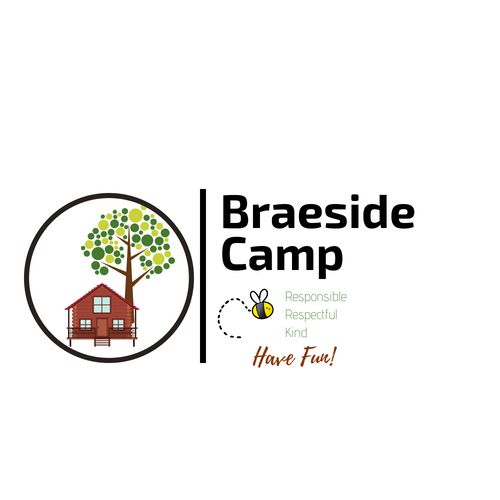 Braeside
Camp
Responsible
Respectful
Kind
Have Fun!